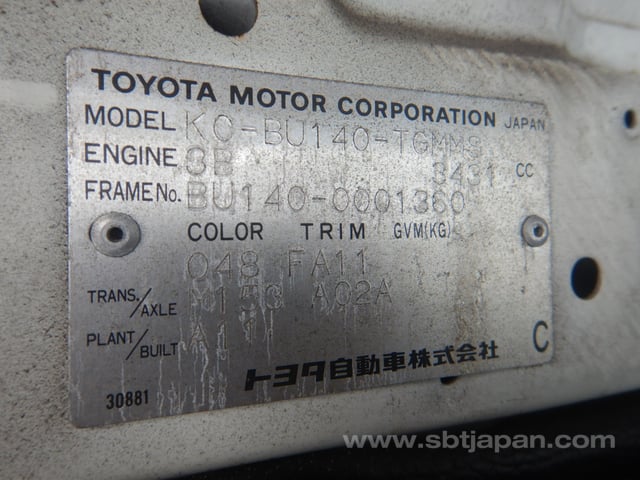 TOYOTA MOTOR CORPORATION JAPAN
MODEL KC-BU140-TGMMS
ENGINE 3B 3431 CC
FRAME No. BU140-0001360
COLOR TRIM GVM(KG)
048 FA11
TRANS./AXLE A02A
PLANT/BUILT A11
トヨタ自動車株式会社 C
30881
www.sbtjapan.com